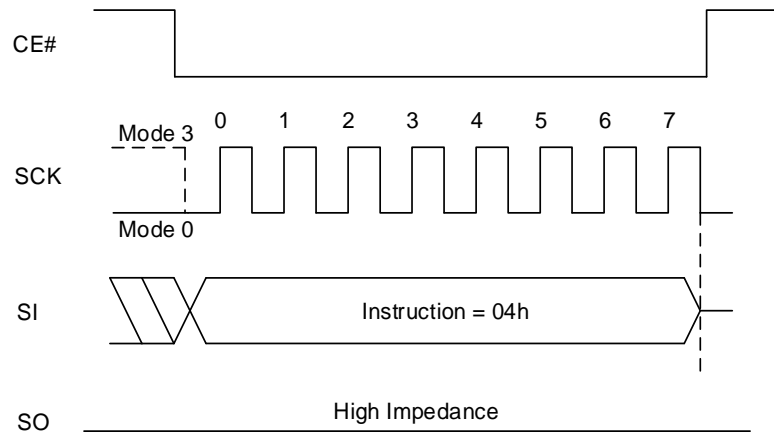 CE#
0 1 2 3 4 5 6 7
Mode 3
SCK
Mode 0
SI
Instruction = 04h
High Impedance
SO